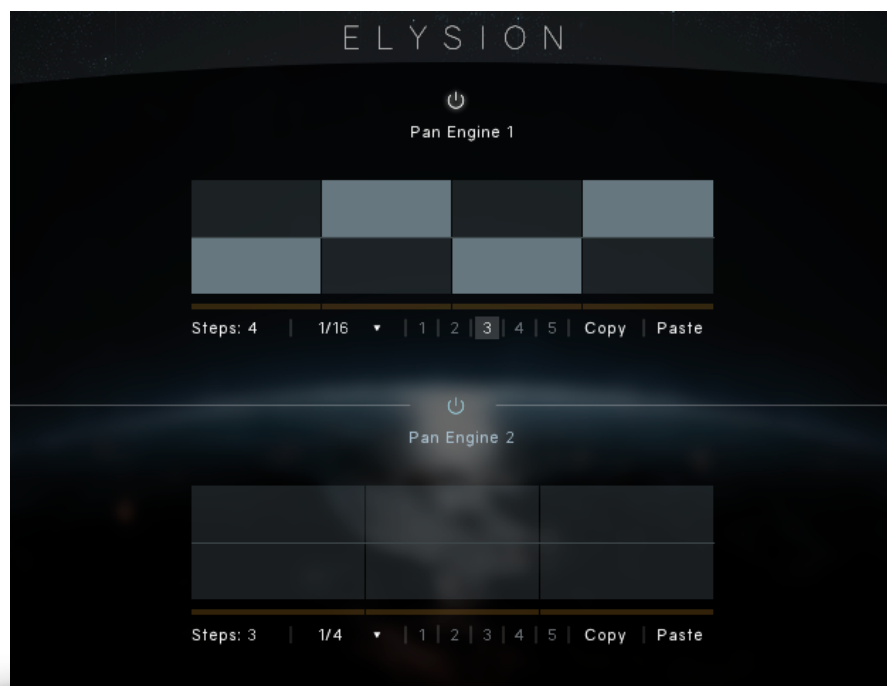 ELYSION
Pan Engine 1
Steps: 4 | 1/16 ▼ | 1 | 2 | 3 | 4 | 5 | Copy | Paste
Pan Engine 2
Steps: 3 | 1/4 ▼ | 1 | 2 | 3 | 4 | 5 | Copy | Paste